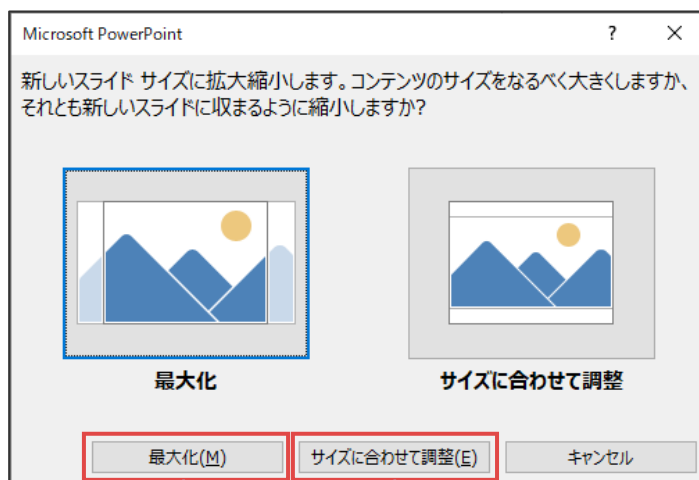 Microsoft PowerPoint
新しいスライド サイズに拡大縮小します。コンテンツのサイズをなるべく大きくしますか、
それとも新しいスライドに収まるように縮小しますか?
最大化
サイズに合わせて調整
最大化(M)
サイズに合わせて調整(E)
キャンセル